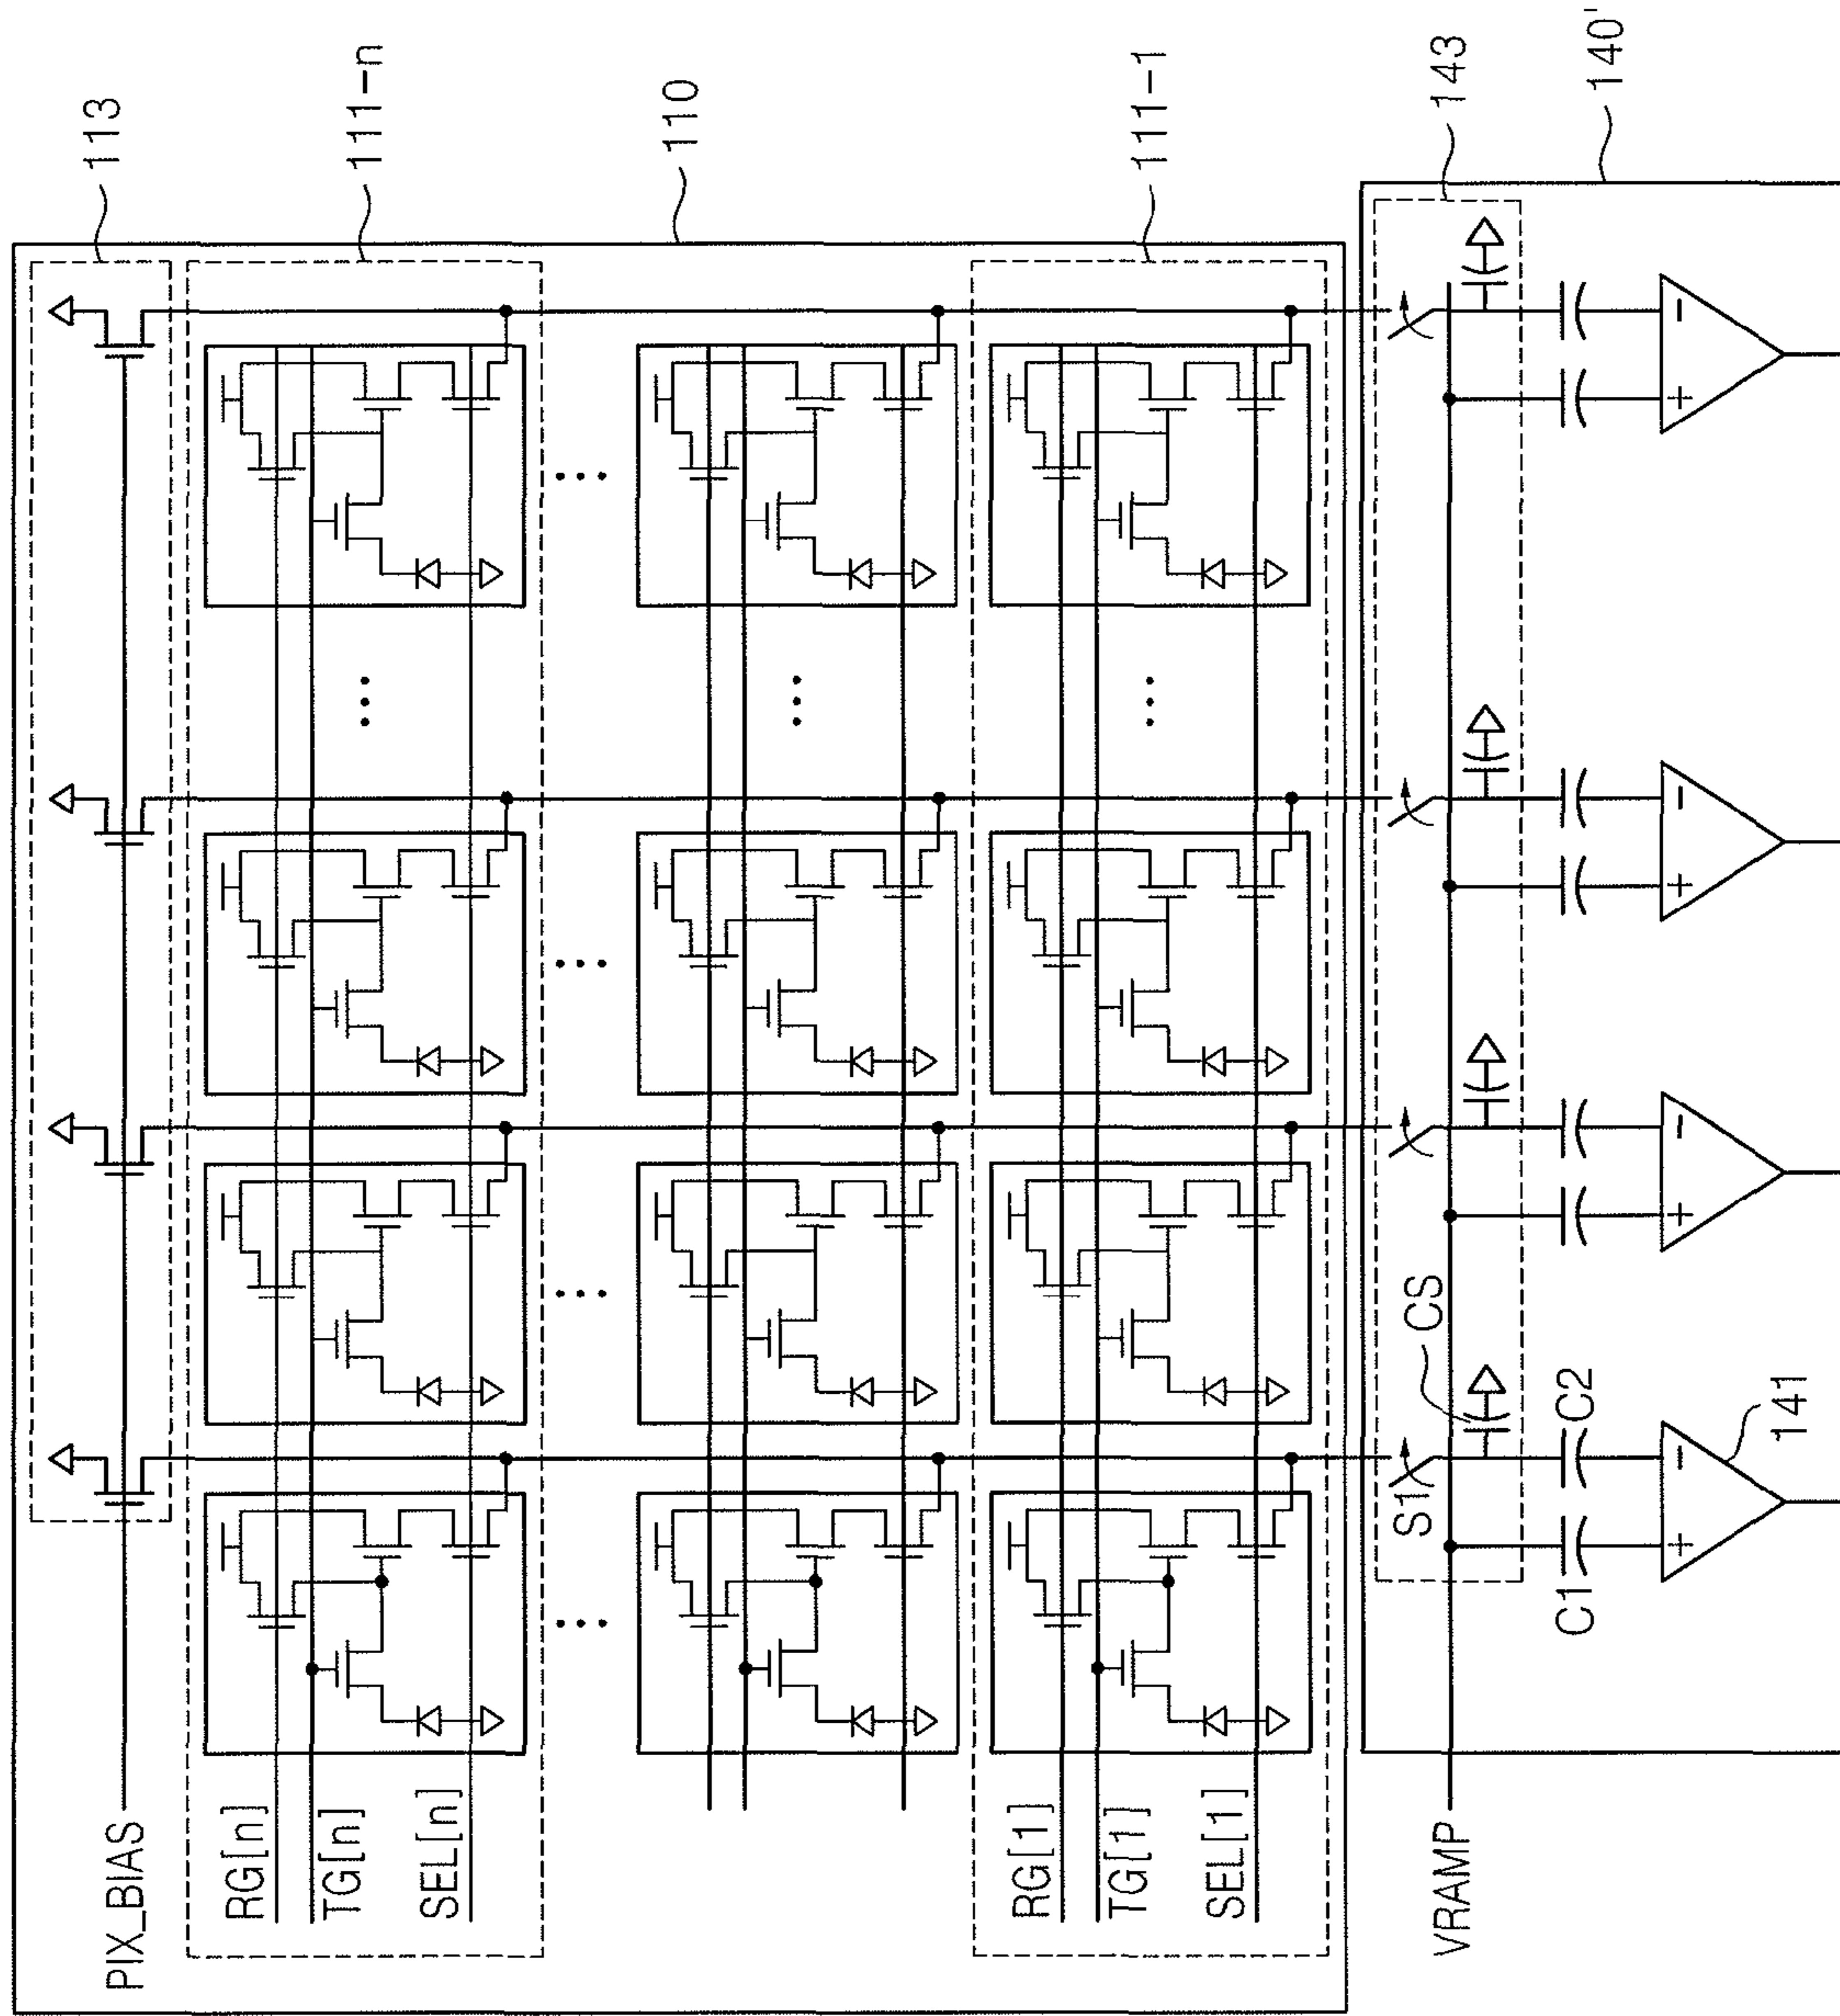 113
111-n
110
111-1
143
140'
PIX_BIAS
RG[n]
TG[n]
SEL[n]
RG[1]
TG[1]
SEL[1]
VRAMP
S1
CS
C1
C2
+
−
141
+
−
+
−
+
−